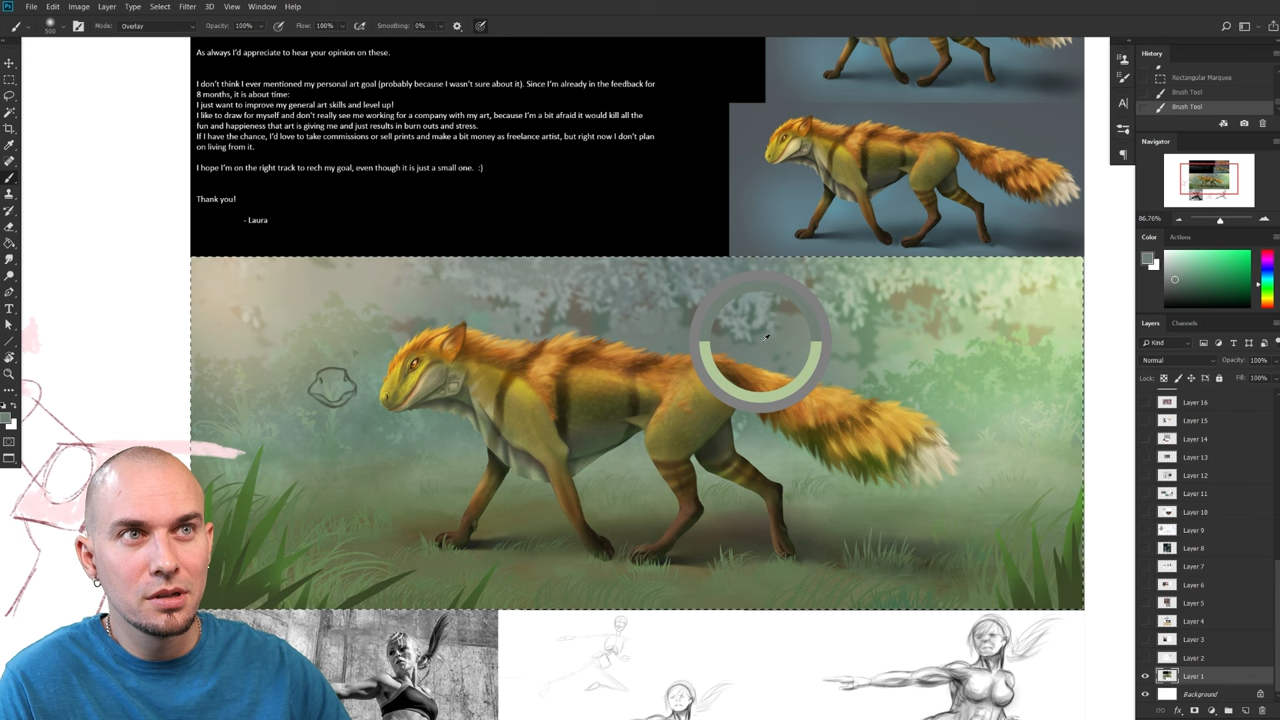 Ps File Edit Image Layer Type Select Filter 3D View Window Help
500 Mode: Overlay Opacity: 100% Flow: 100% Smoothing: 0%
As always I'd appreciate to hear your opinion on these.
I don't think I ever mentioned my personal art goal (probably because I wasn't sure about it). Since I'm already in the feedback for
8 months, it is about time:
I just want to improve my general art skills and level up!
I like to draw for myself and don't really see me working for a company with my art, because I'm a bit afraid it would kill all the
fun and happieness that art is giving me and just results in burn outs and stress.
If I have the chance, I'd love to take commissions or sell prints and make a bit money as freelance artist, but right now I don't plan
on living from it.
I hope I'm on the right track to rech my goal, even though it is just a small one. :)
Thank you!
- Laura
History
Rectangular Marquee
Brush Tool
Brush Tool
Navigator
86.76%
Color Actions
Layers Channels
Kind
Normal Opacity: 100%
Lock: Fill: 100%
Layer 16
Layer 15
Layer 14
Layer 13
Layer 12
Layer 11
Layer 10
Layer 9
Layer 8
Layer 7
Layer 6
Layer 5
Layer 4
Layer 3
Layer 2
Layer 1
Background